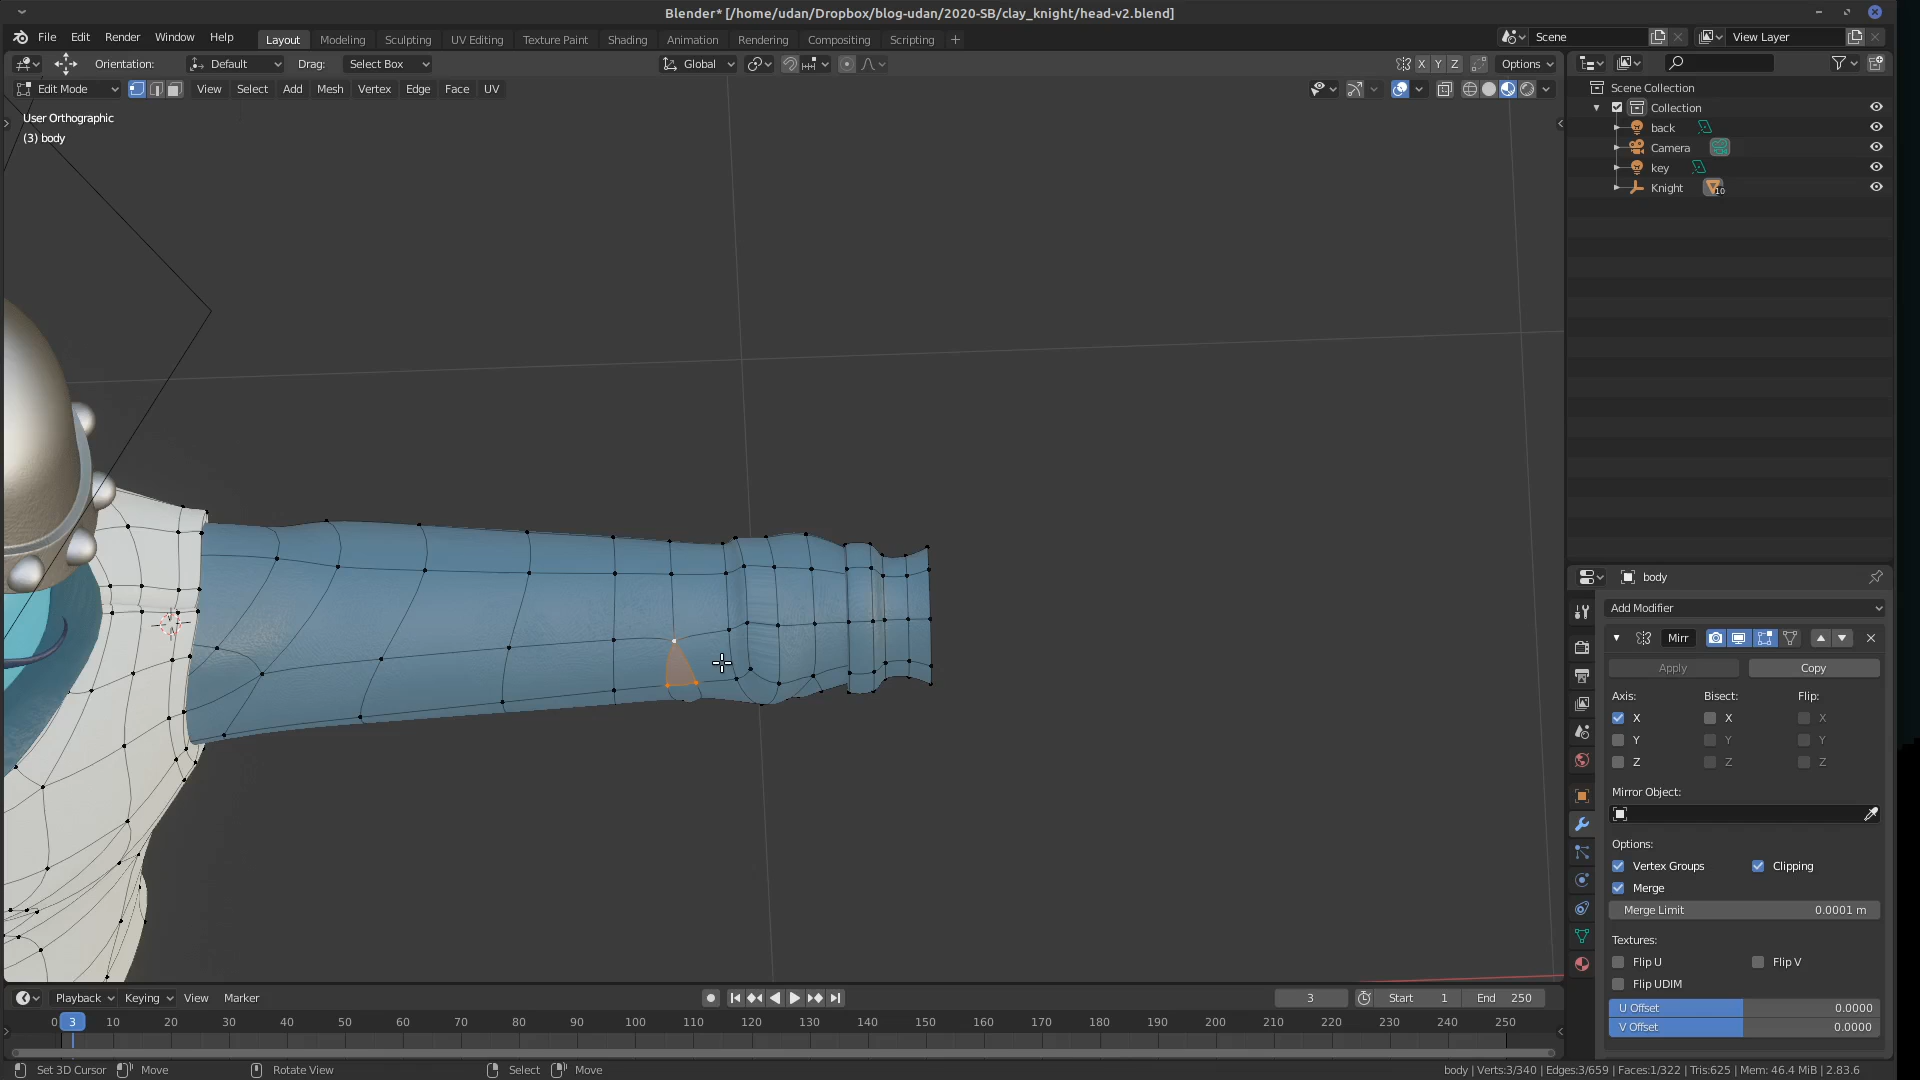 Blender* [/home/udan/Dropbox/blog-udan/2020-SB/clay_knight/head-v2.blend]
File Edit Render Window Help Layout Modeling Sculpting UV Editing Texture Paint Shading Animation Rendering Compositing Scripting + Scene View Layer
Orientation: Default Drag: Select Box Global X Y Z Options
Edit Mode View Select Add Mesh Vertex Edge Face UV
User Orthographic
(3) body
Scene Collection
Collection
back
Camera
key
Knight 10
body
Add Modifier
Mirr
Apply Copy
Axis: Bisect: Flip:
X X X
Y Y Y
Z Z Z
Mirror Object:
Options:
Vertex Groups Clipping
Merge
Merge Limit 0.0001 m
Textures:
Flip U Flip V
Flip UDIM
U Offset 0.0000
V Offset 0.0000
Playback Keying View Marker 3 Start 1 End 250
0 3 10 20 30 40 50 60 70 80 90 100 110 120 130 140 150 160 170 180 190 200 210 220 230 240 250
Set 3D Cursor Move Rotate View Select Move body | Verts:3/340 | Edges:3/659 | Faces:1/322 | Tris:625 | Mem: 46.4 MiB | 2.83.6